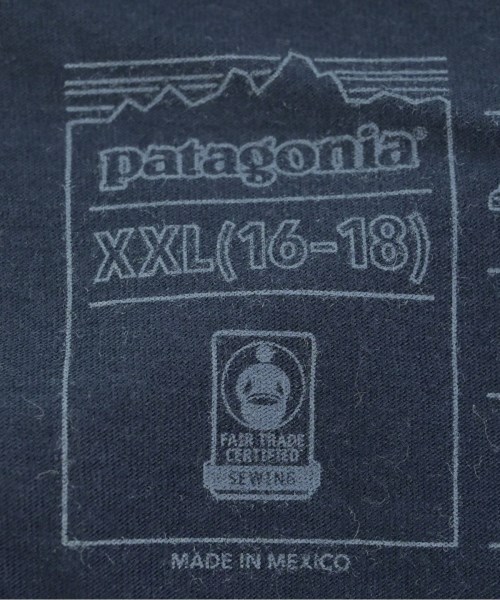 patagonia®
XXL(16-18)
FAIR TRADE
CERTIFIED
SEWING
MADE IN MEXICO